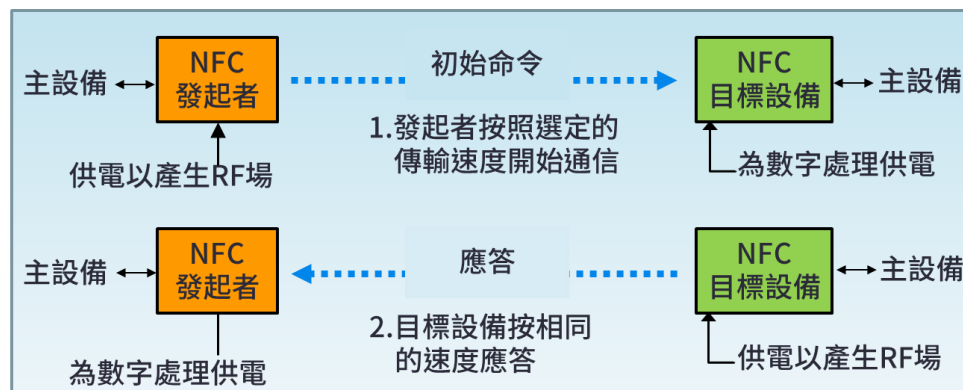 主設備
NFC
發起者
初始命令
NFC
目標設備
主設備
1.發起者按照選定的
傳輸速度開始通信
供電以產生RF場
為數字處理供電
主設備
NFC
發起者
應答
NFC
目標設備
主設備
2.目標設備按相同
的速度應答
為數字處理供電
供電以產生RF場